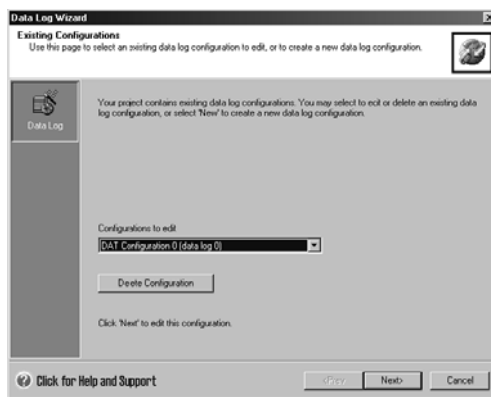 Data Log Wizard
Existing Configurations
Use this page to select an existing data log configuration to edit, or to create a new data log configuration.
Data Log
Your project contains existing data log configurations. You may select to edit or delete an existing data
log configuration, or select 'New' to create a new data log configuration.
Configurations to edit
DAT Configuration 0 (data log 0)
Delete Configuration
Click 'Next' to edit this configuration.
Click for Help and Support
<Prev
Next>
Cancel